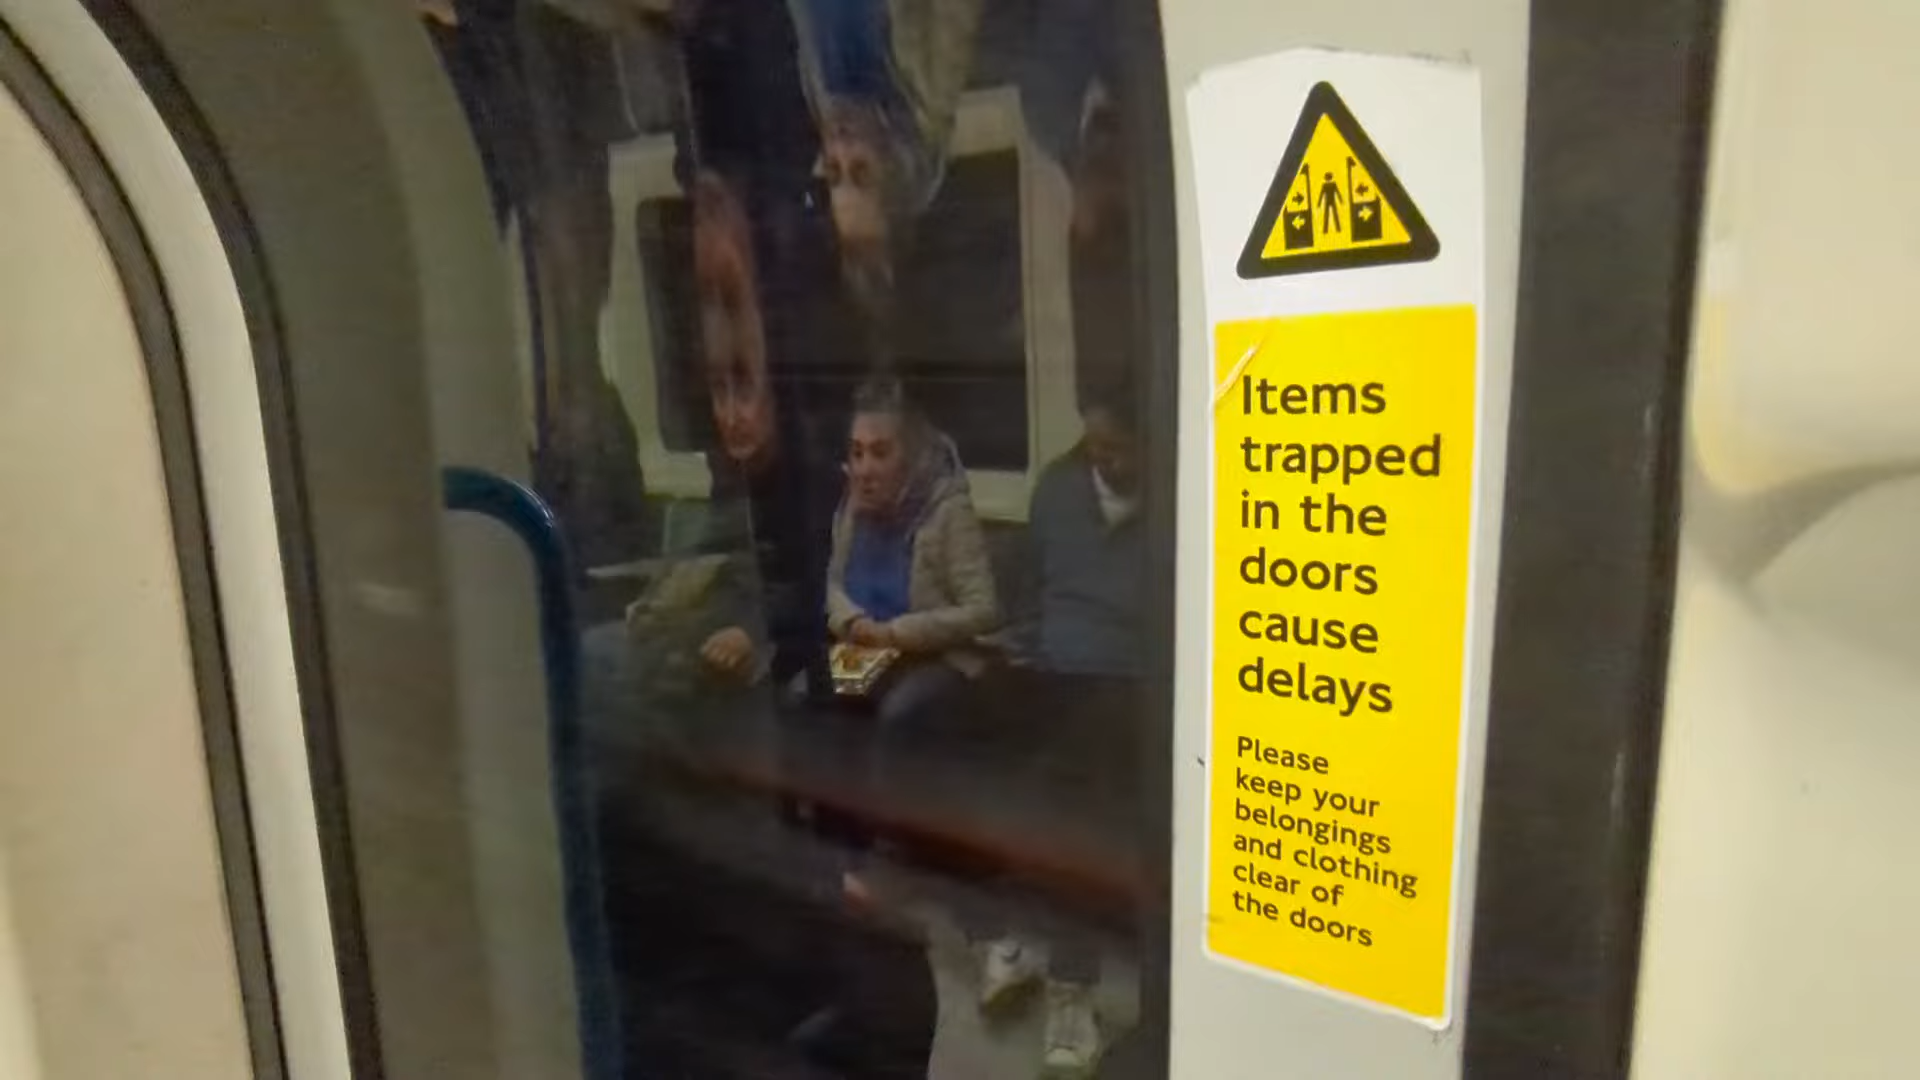 Items
trapped
in the
doors
cause
delays
Please
keep your
belongings
and clothing
clear of
the doors